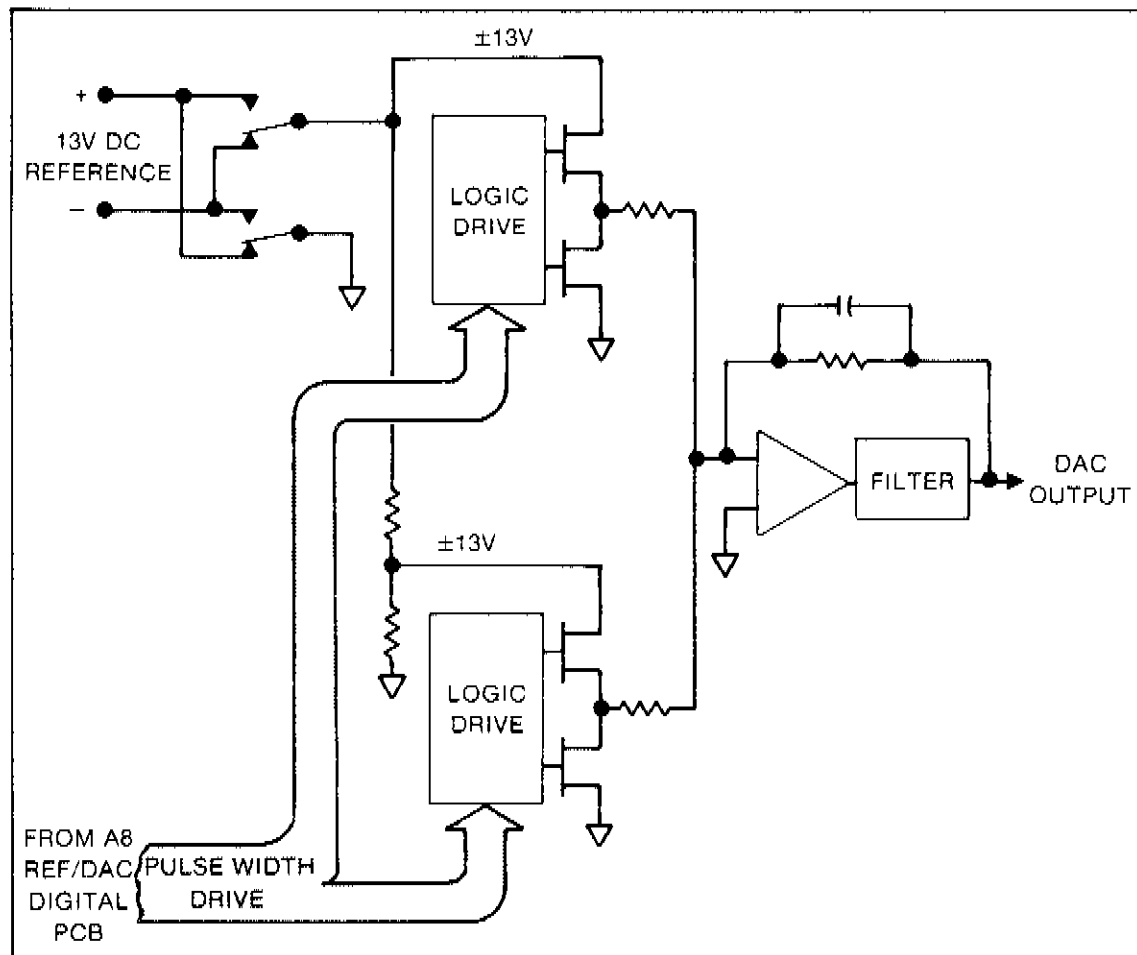 ±13V
+
13V DC
REFERENCE
−
LOGIC
DRIVE
±13V
LOGIC
DRIVE
FILTER
DAC
OUTPUT
FROM A8
REF/DAC
DIGITAL
PCB
PULSE WIDTH
DRIVE